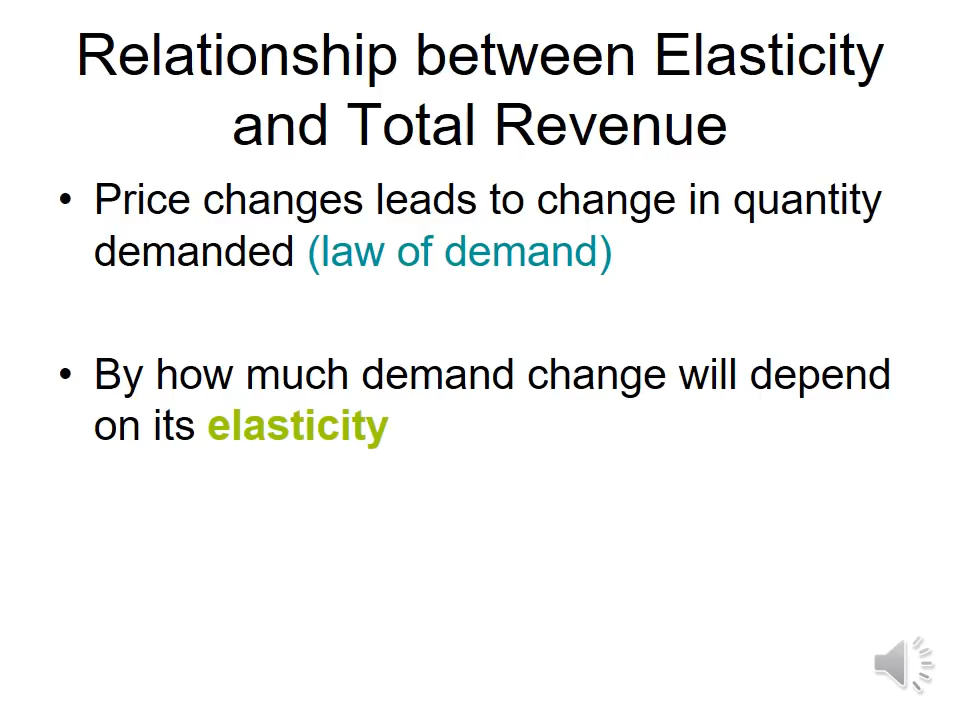 Relationship between Elasticity
and Total Revenue
• Price changes leads to change in quantity
demanded (law of demand)
• By how much demand change will depend
on its elasticity